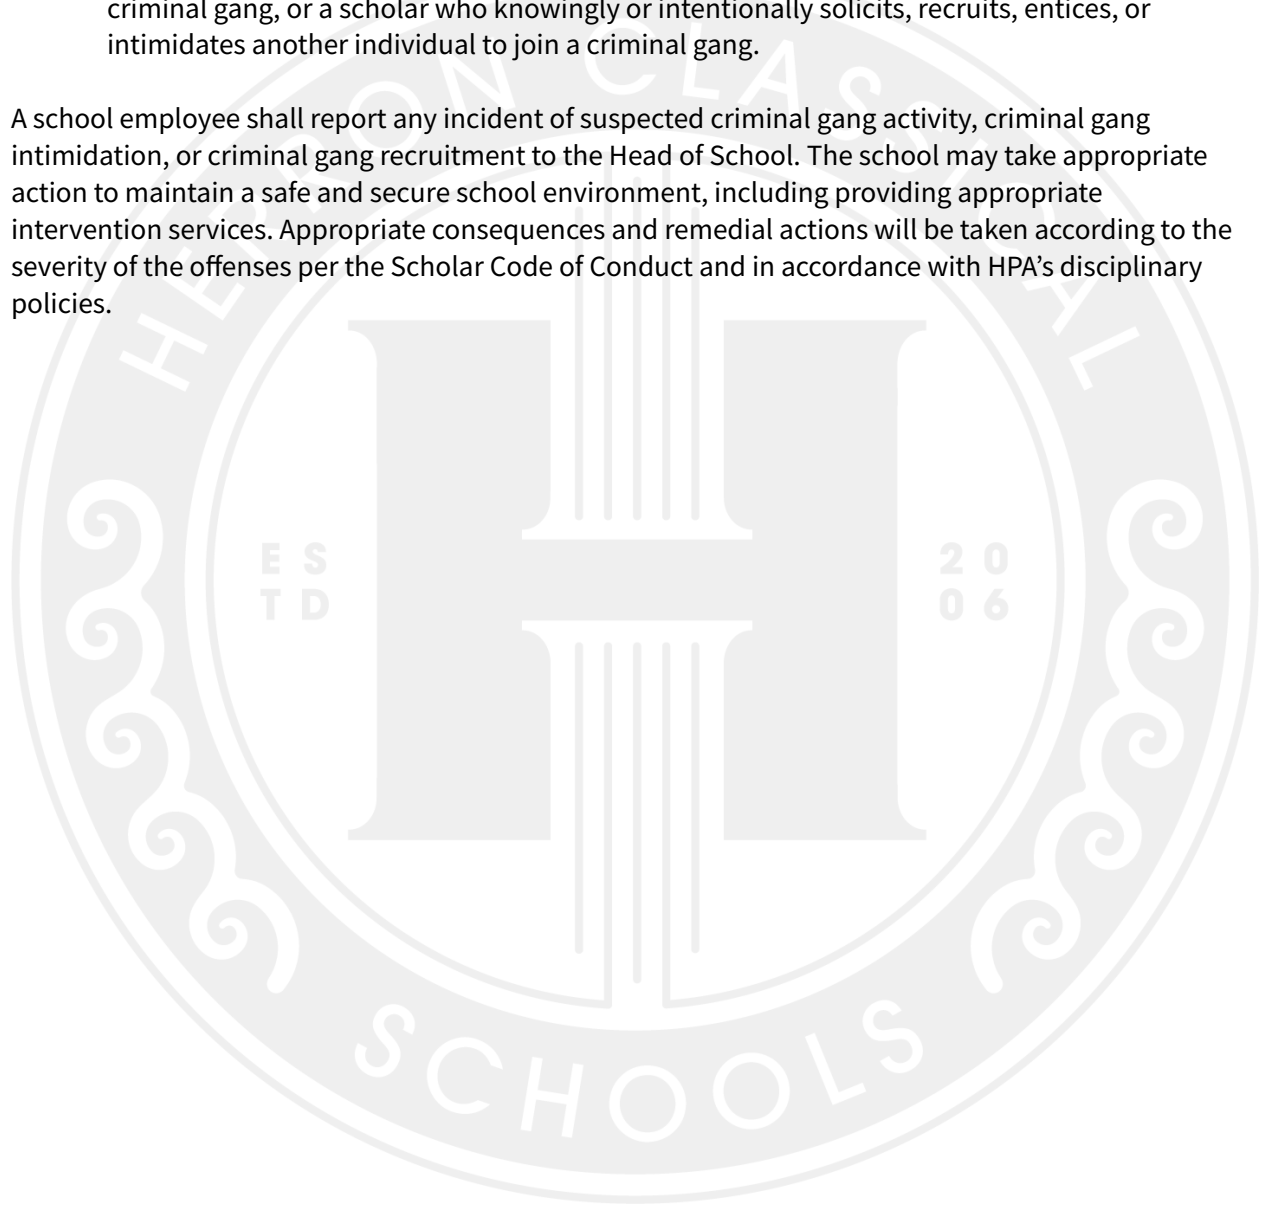 criminal gang, or a scholar who knowingly or intentionally solicits, recruits, entices, or
intimidates another individual to join a criminal gang.
A school employee shall report any incident of suspected criminal gang activity, criminal gang
intimidation, or criminal gang recruitment to the Head of School. The school may take appropriate
action to maintain a safe and secure school environment, including providing appropriate
intervention services. Appropriate consequences and remedial actions will be taken according to the
severity of the offenses per the Scholar Code of Conduct and in accordance with HPA’s disciplinary
policies.
HERRON CLASSICAL
ES
TD
20
06
SCHOOLS